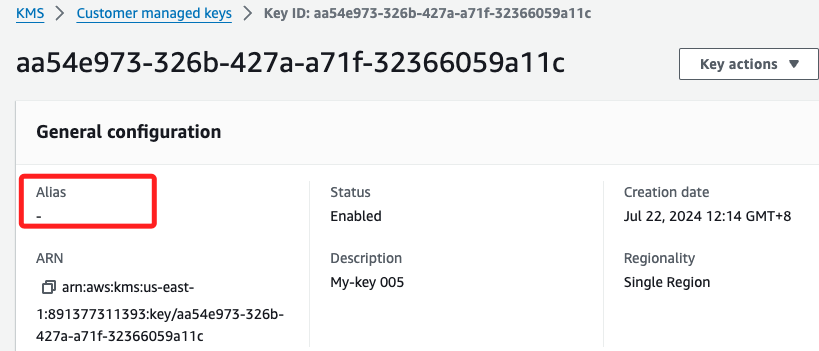 KMS > Customer managed keys > Key ID: aa54e973-326b-427a-a71f-32366059a11c
aa54e973-326b-427a-a71f-32366059a11c
Key actions ▼
General configuration
Alias
-
Status
Enabled
Creation date
Jul 22, 2024 12:14 GMT+8
ARN
arn:aws:kms:us-east-
1:891377311393:key/aa54e973-326b-
427a-a71f-32366059a11c
Description
My-key 005
Regionality
Single Region